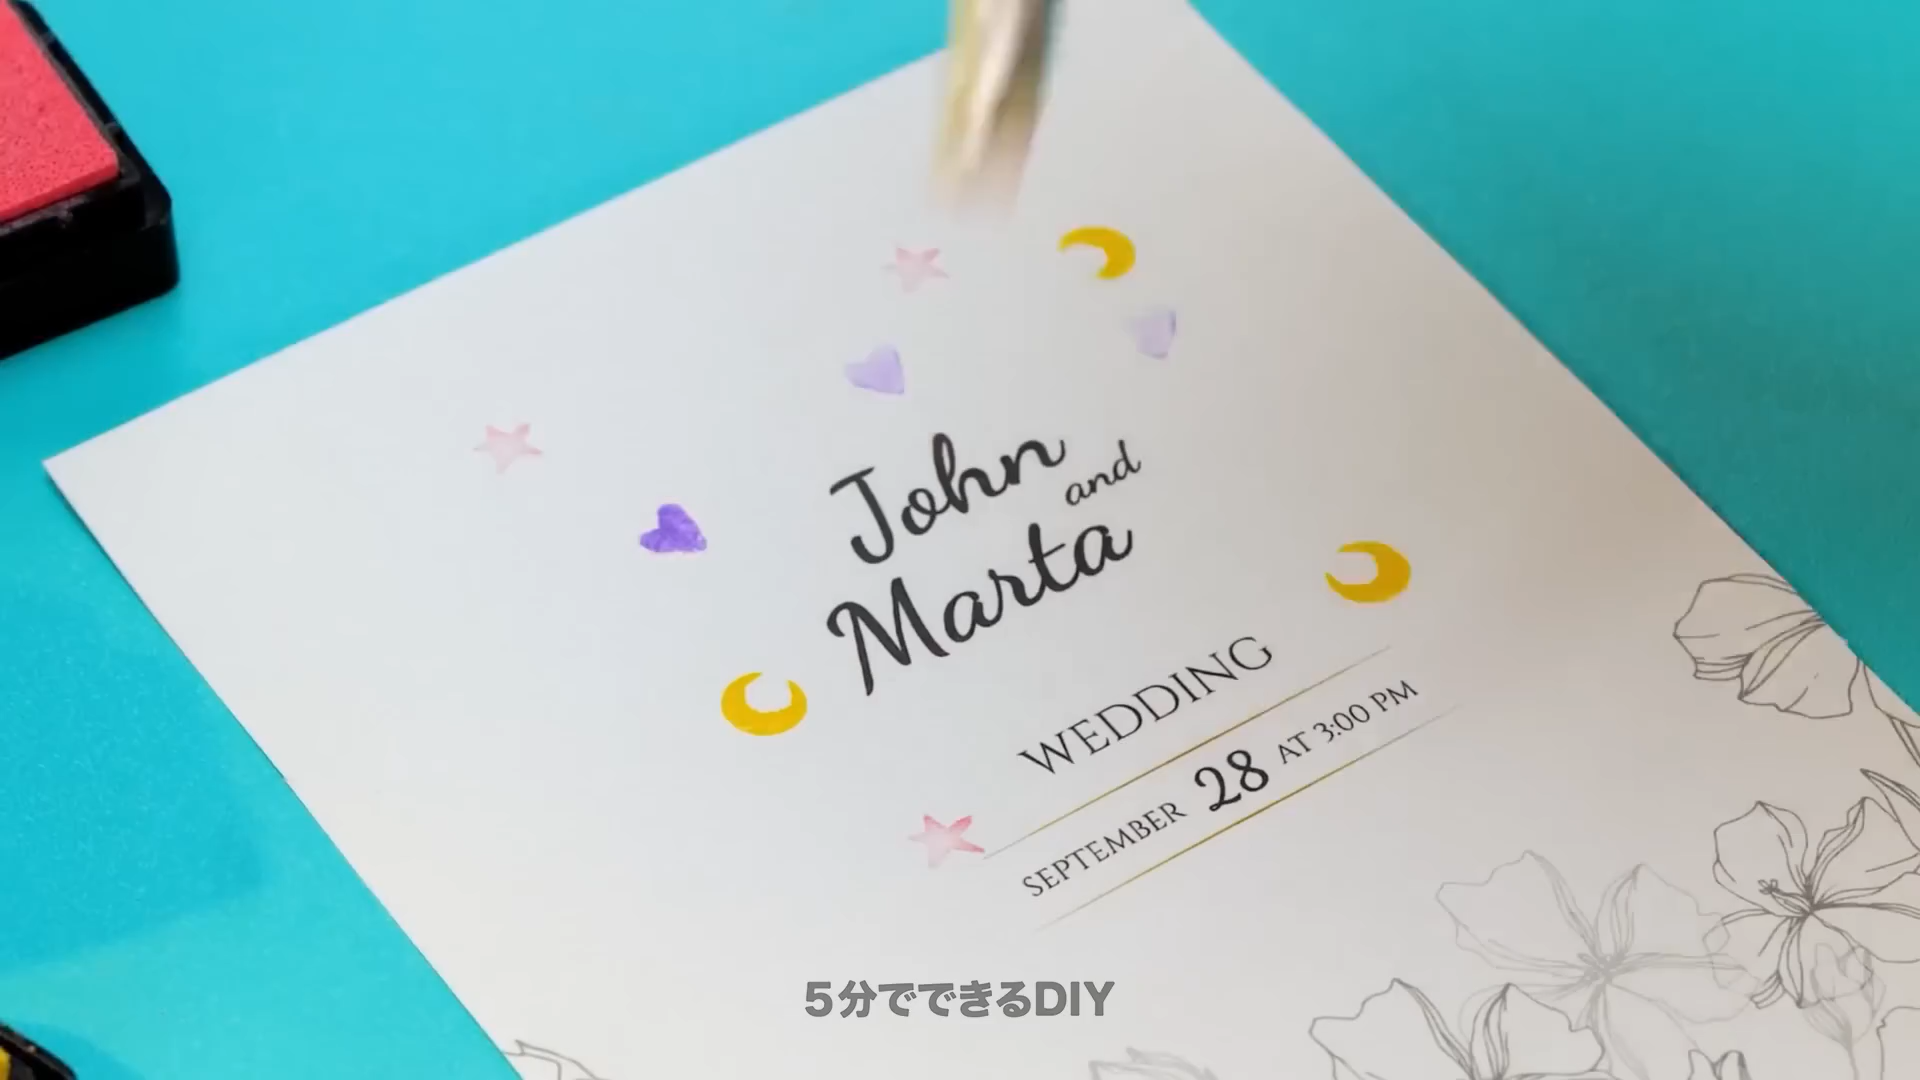 John
and
Marta
WEDDING
SEPTEMBER 28 AT 3:00 PM
5分でできるDIY